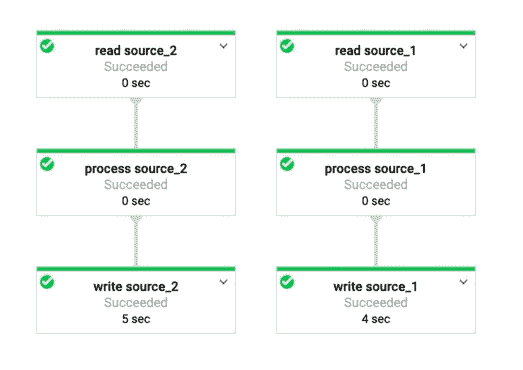 read source_2
Succeeded
0 sec
read source_1
Succeeded
0 sec
process source_2
Succeeded
0 sec
process source_1
Succeeded
0 sec
write source_2
Succeeded
5 sec
write source_1
Succeeded
4 sec